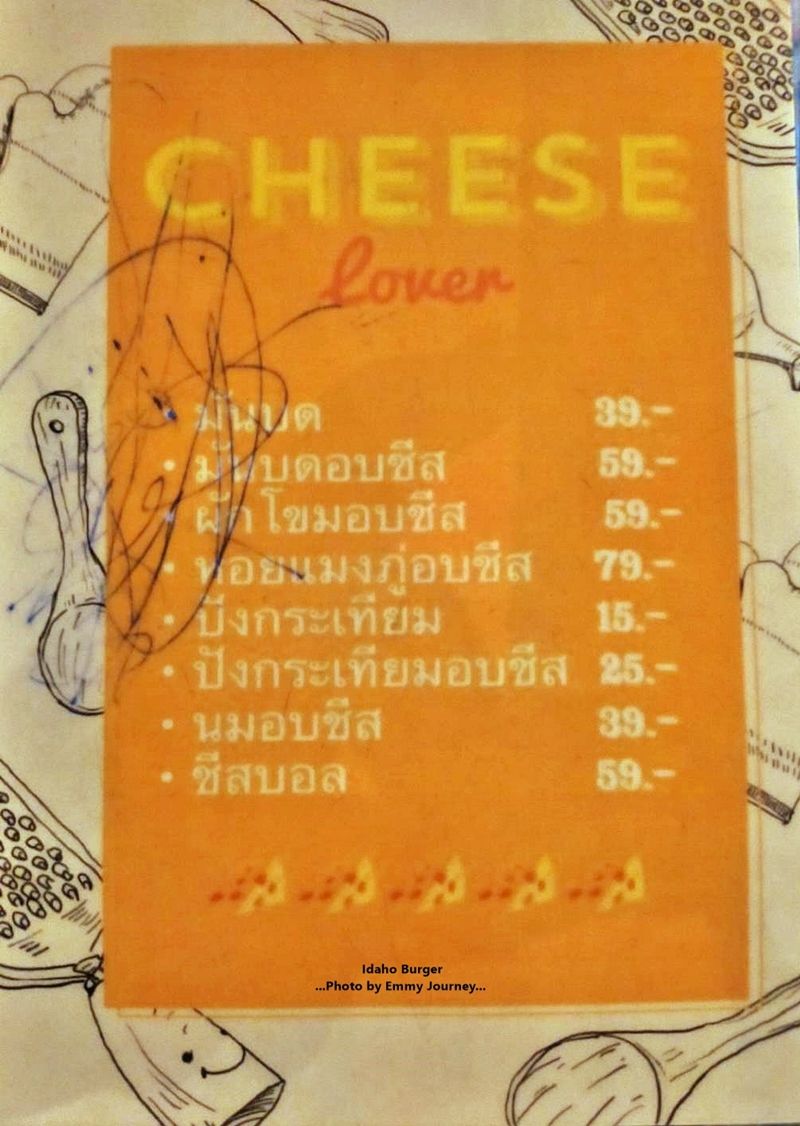 CHEESE
lover
• มันบด 39.-
• มันบดอบชีส 59.-
• ผักโขมอบชีส 59.-
• หอยแมงภู่อบชีส 79.-
• ปังกระเทียม 15.-
• ปังกระเทียมอบชีส 25.-
• นมอบชีส 39.-
• ชีสบอล 59.-
Idaho Burger
...Photo by Emmy Journey...